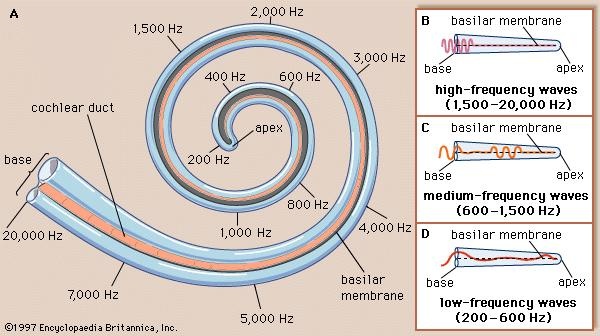 A
2,000 Hz
1,500 Hz
3,000 Hz
400 Hz
600 Hz
cochlear duct
apex
200 Hz
base
800 Hz
1,000 Hz
4,000 Hz
20,000 Hz
basilar
membrane
7,000 Hz
5,000 Hz
©1997 Encyclopaedia Britannica, Inc.
B
basilar membrane
base
apex
high-frequency waves
(1,500–20,000 Hz)
C
basilar membrane
base
apex
medium-frequency waves
(600–1,500 Hz)
D
basilar membrane
base
apex
low-frequency waves
(200–600 Hz)